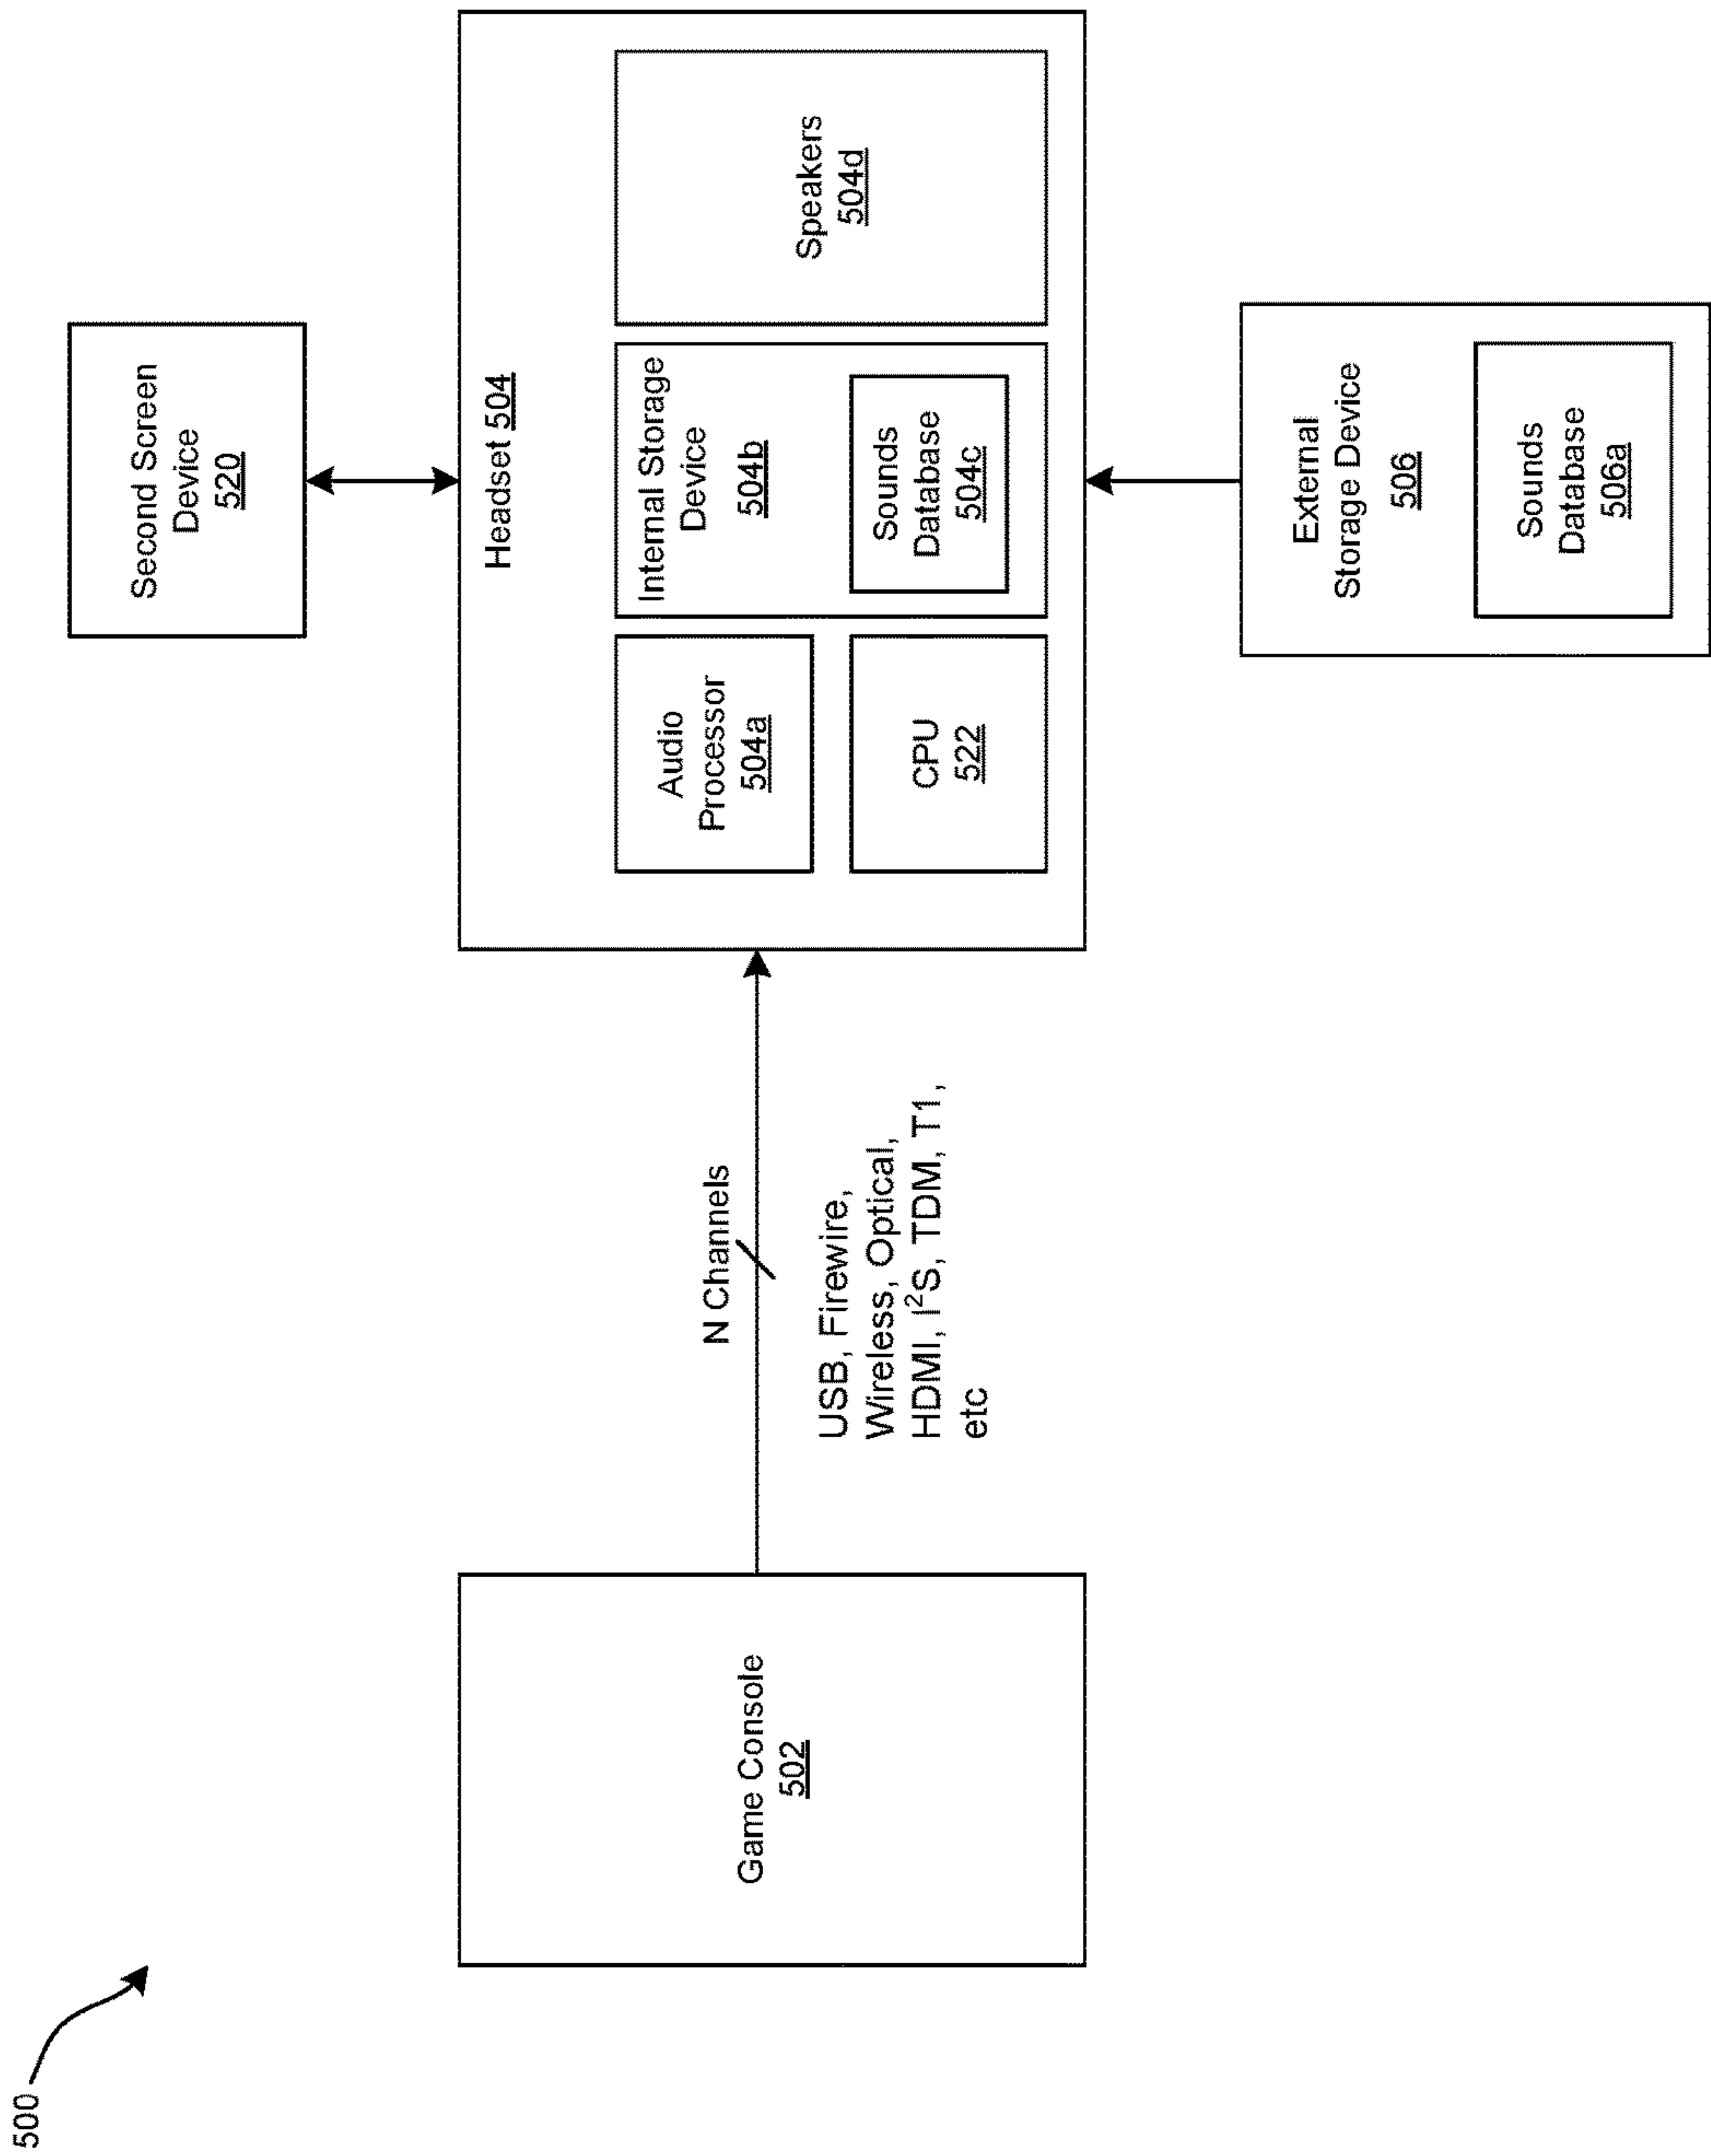 500
Second Screen
Device
520
Headset 504
Audio
Processor
504a
CPU
522
Internal Storage
Device
504b
Sounds
Database
504c
Speakers
504d
N Channels
USB, Firewire,
Wireless, Optical,
HDMI, I²S, TDM, T1,
etc
Game Console
502
External
Storage Device
506
Sounds
Database
506a